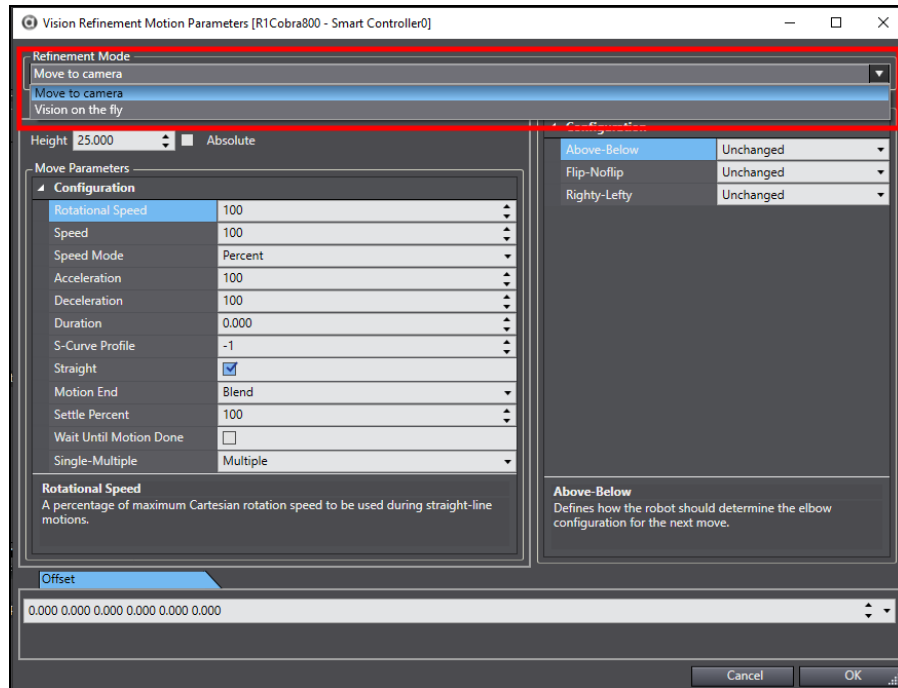 Vision Refinement Motion Parameters [R1Cobra800 - Smart Controller0]
Refinement Mode
Move to camera
Move to camera
Vision on the fly
Height 25.000 Absolute
Move Parameters
Configuration
Rotational Speed 100
Speed 100
Speed Mode Percent
Acceleration 100
Deceleration 100
Duration 0.000
S-Curve Profile -1
Straight
Motion End Blend
Settle Percent 100
Wait Until Motion Done
Single-Multiple Multiple
Rotational Speed
A percentage of maximum Cartesian rotation speed to be used during straight-line
motions.
Configuration
Above-Below Unchanged
Flip-Noflip Unchanged
Righty-Lefty Unchanged
Above-Below
Defines how the robot should determine the elbow
configuration for the next move.
Offset
0.000 0.000 0.000 0.000 0.000 0.000
Cancel OK